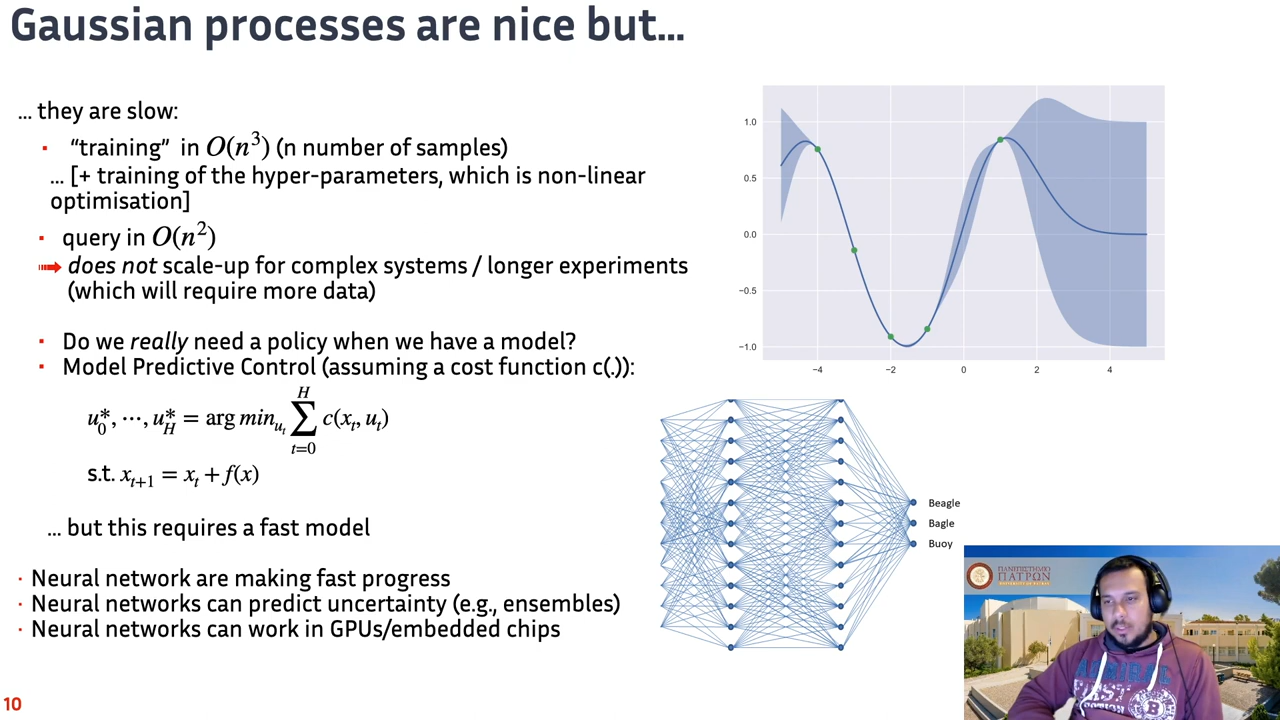 Gaussian processes are nice but...
... they are slow:
"training" in O(n³) (n number of samples)
... [+ training of the hyper-parameters, which is non-linear
optimisation]
query in O(n²)
does not scale-up for complex systems / longer experiments
(which will require more data)
Do we really need a policy when we have a model?
Model Predictive Control (assuming a cost function c(.)):
u₀*, ⋯, u_H* = arg min_{u_t} ∑_{t=0}^{H} c(x_t, u_t)
s.t. x_{t+1} = x_t + f(x)
... but this requires a fast model
Neural network are making fast progress
Neural networks can predict uncertainty (e.g., ensembles)
Neural networks can work in GPUs/embedded chips
10
1.0
0.5
0.0
−0.5
−1.0
−4 −2 0 2 4
Beagle
Bagle
Buoy
ΠΑΝΕΠΙΣΤΗΜΙΟ
ΠΑΤΡΩΝ
ADMIRAL
FIRST